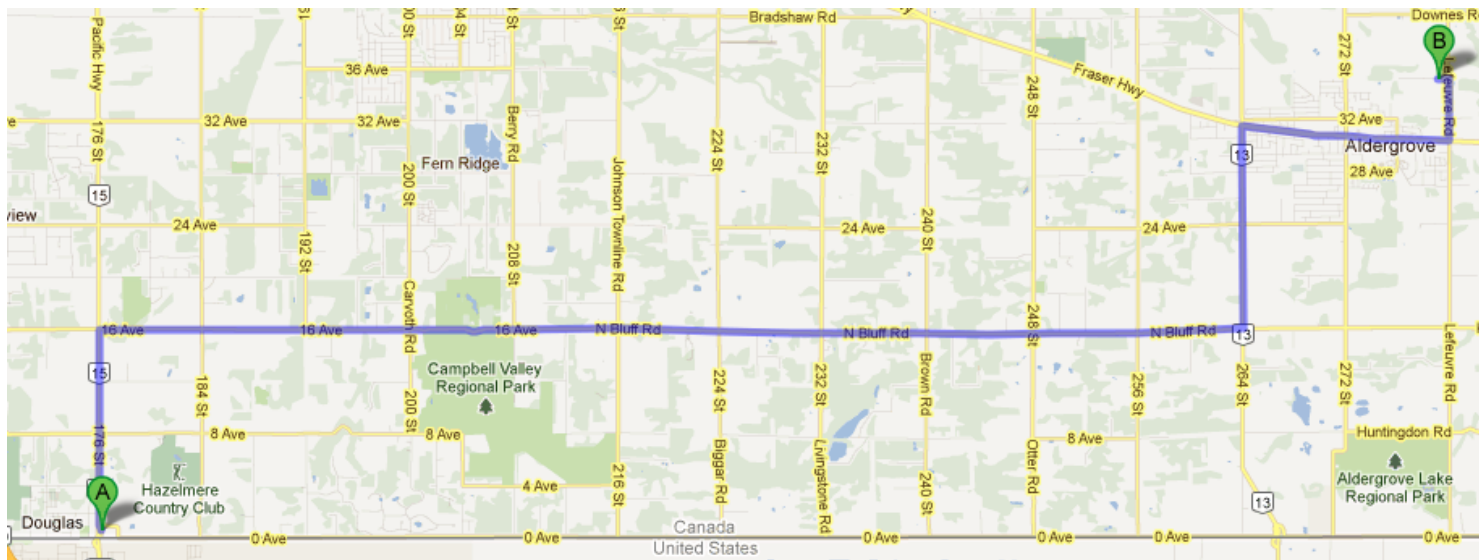 Bradshaw Rd
Downes R
B
Pacific Hwy
36 Ave
Fraser Hwy
272 St
Lefeuvre Rd
248 St
32 Ave
32 Ave
32 Ave
176 St
Berry Rd
224 St
232 St
13
Aldergrove
Fern Ridge
200 St
Johnson Townline Rd
28 Ave
15
view
24 Ave
24 Ave
24 Ave
192 St
208 St
240 St
Carvoth Rd
16 Ave
16 Ave
16 Ave
N Bluff Rd
N Bluff Rd
N Bluff Rd
248 St
13
Lefeuvre Rd
15
Campbell Valley
Regional Park
184 St
200 St
224 St
232 St
Brown Rd
256 St
264 St
272 St
176 St
8 Ave
8 Ave
8 Ave
Huntingdon Rd
Biggar Rd
Livingstone Rd
Otter Rd
A
Hazelmere
Country Club
4 Ave
216 St
240 St
13
Aldergrove Lake
Regional Park
Douglas
Canada
0 Ave
0 Ave
0 Ave
0 Ave
0 Ave
0 Ave
United States